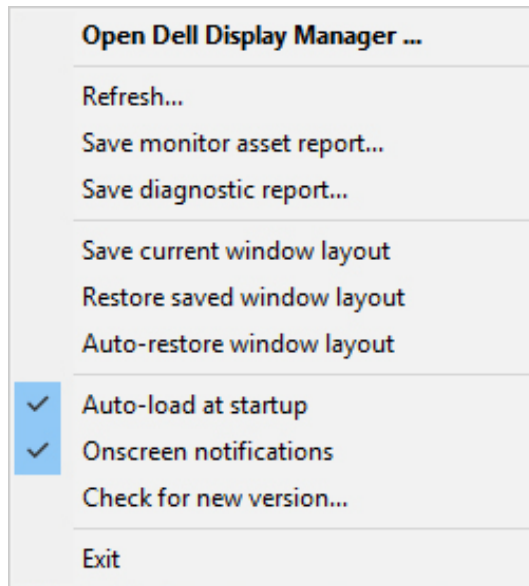 Open Dell Display Manager ...
Refresh...
Save monitor asset report...
Save diagnostic report...
Save current window layout
Restore saved window layout
Auto-restore window layout
Auto-load at startup
Onscreen notifications
Check for new version...
Exit